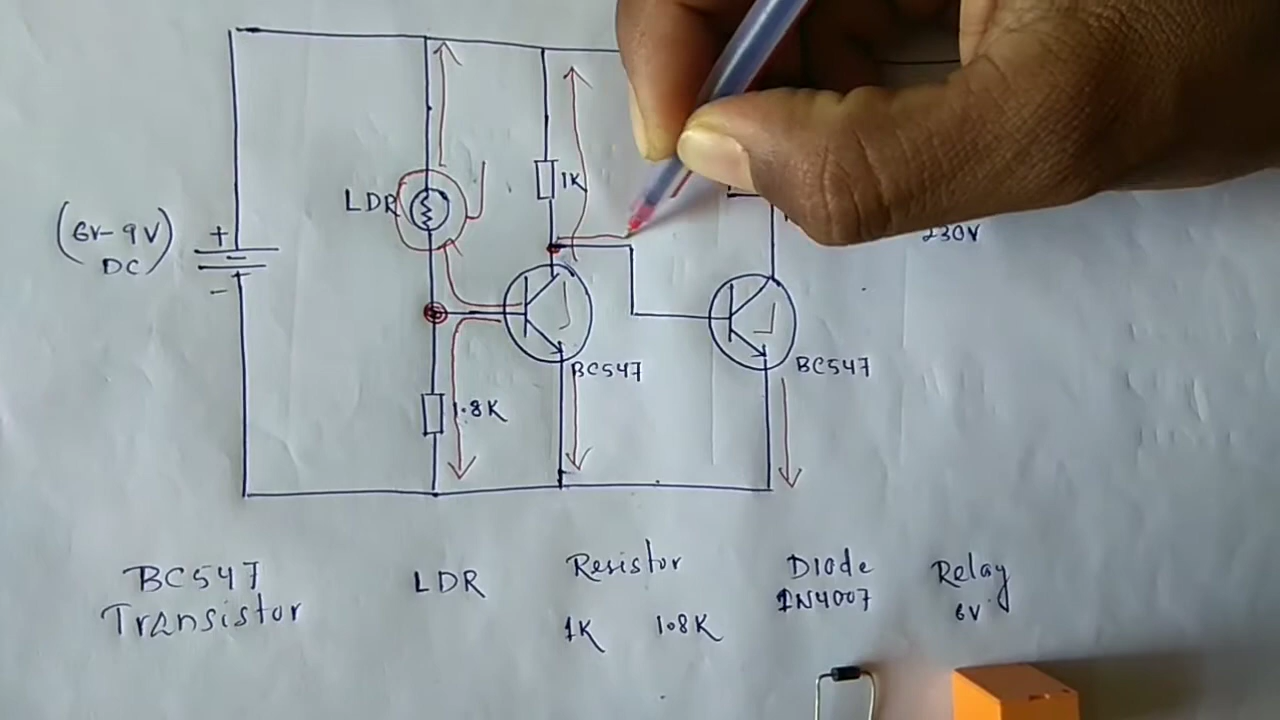 (6V-9V)
DC
+
-
LDR
1K
1.8K
BC547
BC547
230V
BC547
Transistor
LDR
Resistor
1K 1.8K
Diode
IN4007
Relay
6V